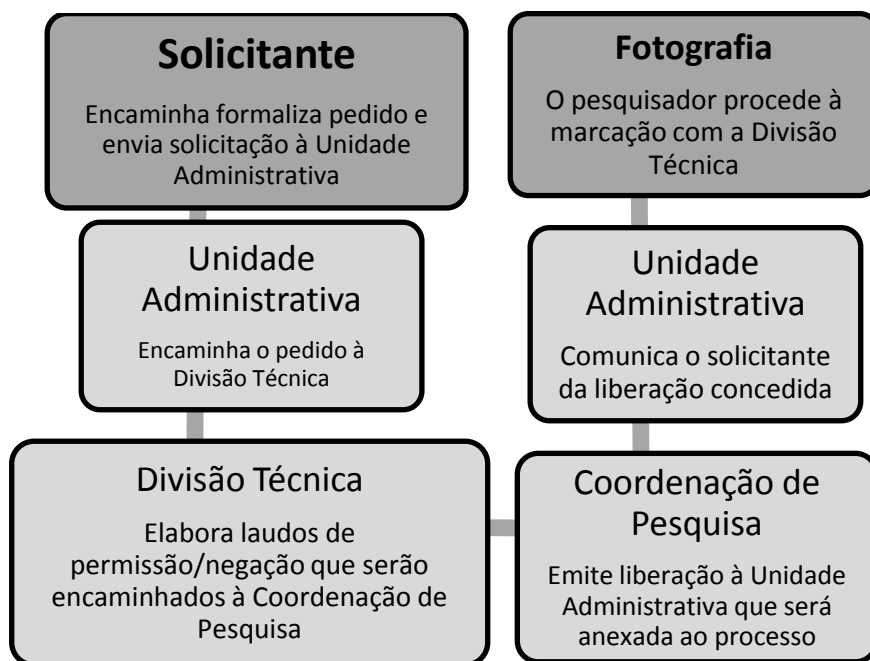 Solicitante
Encaminha formaliza pedido e
envia solicitação à Unidade
Administrativa
Unidade
Administrativa
Encaminha o pedido à
Divisão Técnica
Divisão Técnica
Elabora laudos de
permissão/negação que serão
encaminhados à Coordenação de
Pesquisa
Coordenação de
Pesquisa
Emite liberação à Unidade
Administrativa que será
anexada ao processo
Unidade
Administrativa
Comunica o solicitante
da liberação concedida
Fotografia
O pesquisador procede à
marcação com a Divisão
Técnica